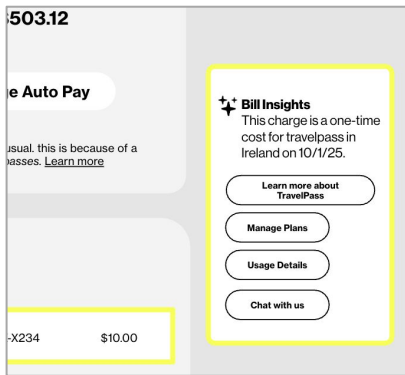 503.12
e Auto Pay
usual. this is because of a
passes. Learn more
-X234 $10.00
Bill Insights
This charge is a one-time
cost for travelpass in
Ireland on 10/1/25.
Learn more about
TravelPass
Manage Plans
Usage Details
Chat with us